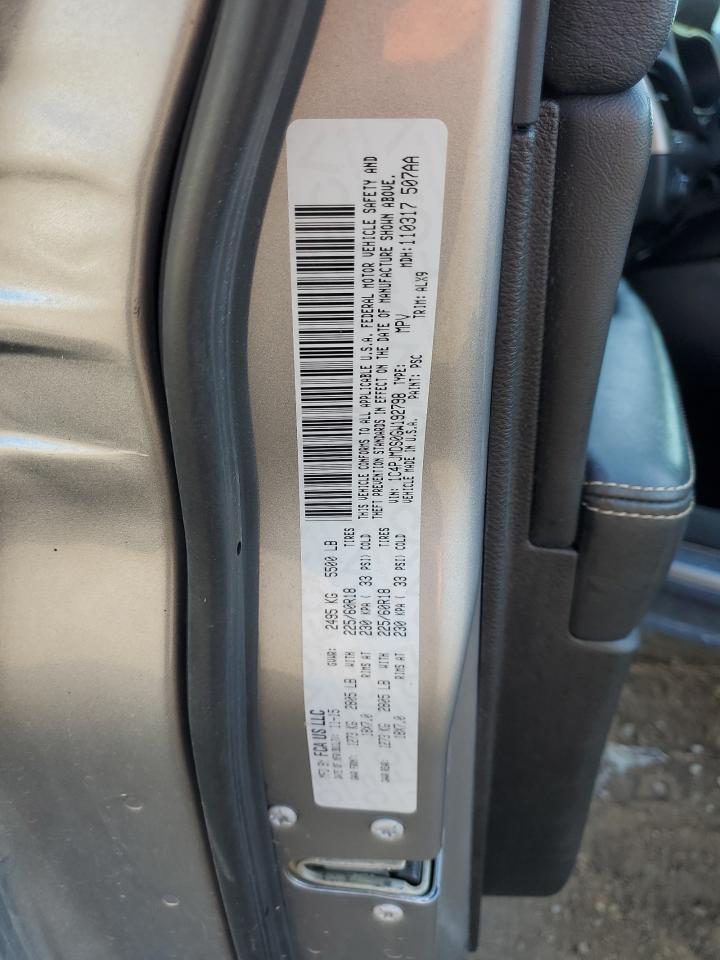 MFD BY: FCA US LLC
DATE OF MFR (BUILT): 11-15 GVWR: 2495 KG 5500 LB
GAWR FRONT: 1273 KG 2805 LB WITH 225/60R18 TIRES
18X7.0 RIMS AT 230 KPA ( 33 PSI) COLD
GAWR REAR: 1273 KG 2805 LB WITH 225/60R18 TIRES
18X7.0 RIMS AT 230 KPA ( 33 PSI) COLD
THIS VEHICLE CONFORMS TO ALL APPLICABLE U.S.A. FEDERAL MOTOR VEHICLE SAFETY AND
THEFT PREVENTION STANDARDS IN EFFECT ON THE DATE OF MANUFACTURE SHOWN ABOVE.
VIN: 1C4PJMDS0GW192798 TYPE: MPV MDH: 110317 507AA
VEHICLE MADE IN U.S.A. PAINT: PSC TRIM: ALX9